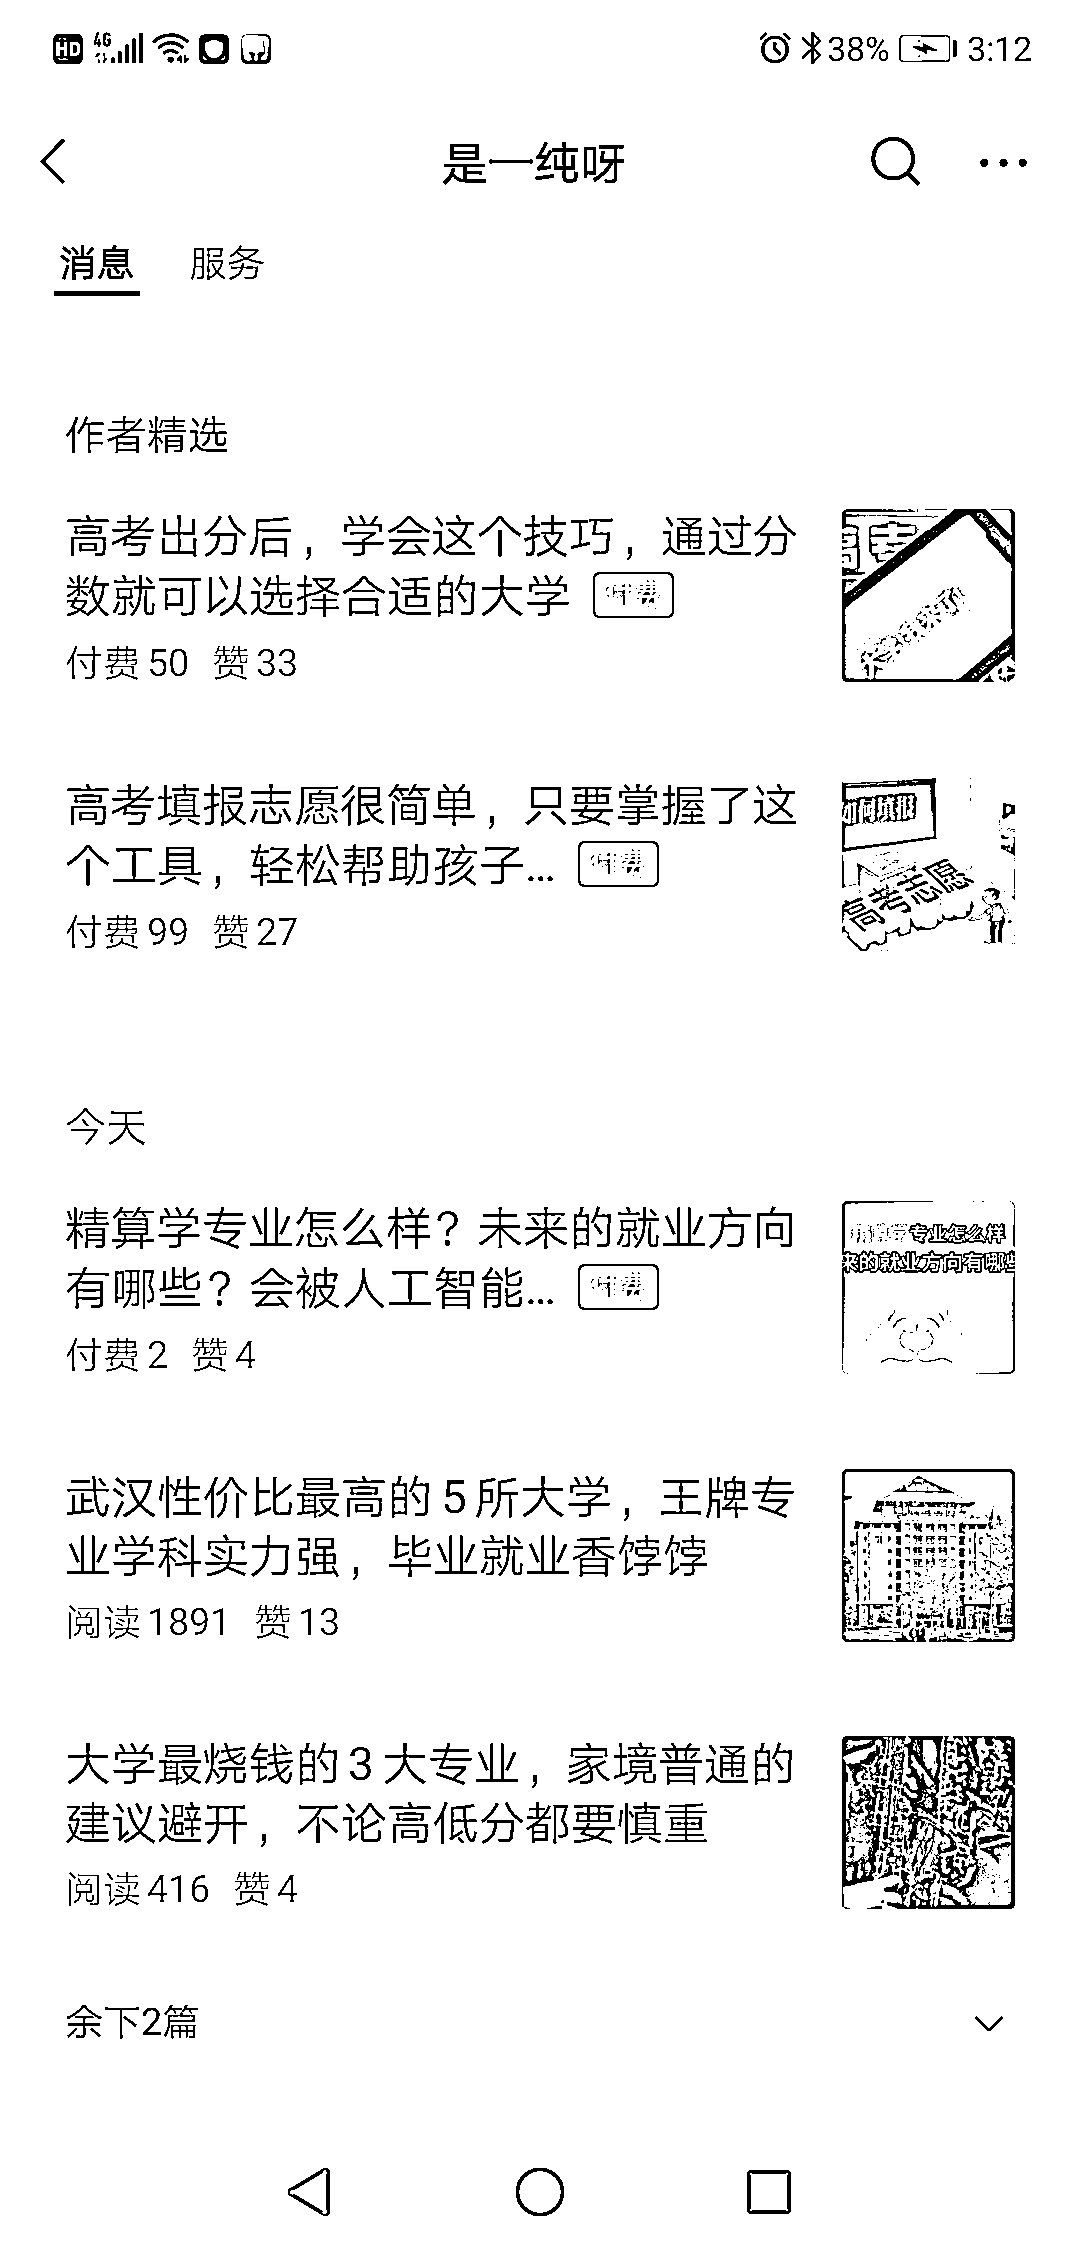 HD 4G 38% 3:12
是一纯呀
消息 服务
作者精选
高考出分后，学会这个技巧，通过分
数就可以选择合适的大学 付费
付费 50 赞 33
高考填报志愿很简单，只要掌握了这
个工具，轻松帮助孩子... 付费
付费 99 赞 27
如何填报
高考志愿
今天
精算学专业怎么样？未来的就业方向
有哪些？会被人工智能... 付费
付费 2 赞 4
精算学专业怎么样
来的就业方向有哪些
武汉性价比最高的 5 所大学，王牌专
业学科实力强，毕业就业香饽饽
阅读 1891 赞 13
大学最烧钱的 3 大专业，家境普通的
建议避开，不论高低分都要慎重
阅读 416 赞 4
余下2篇